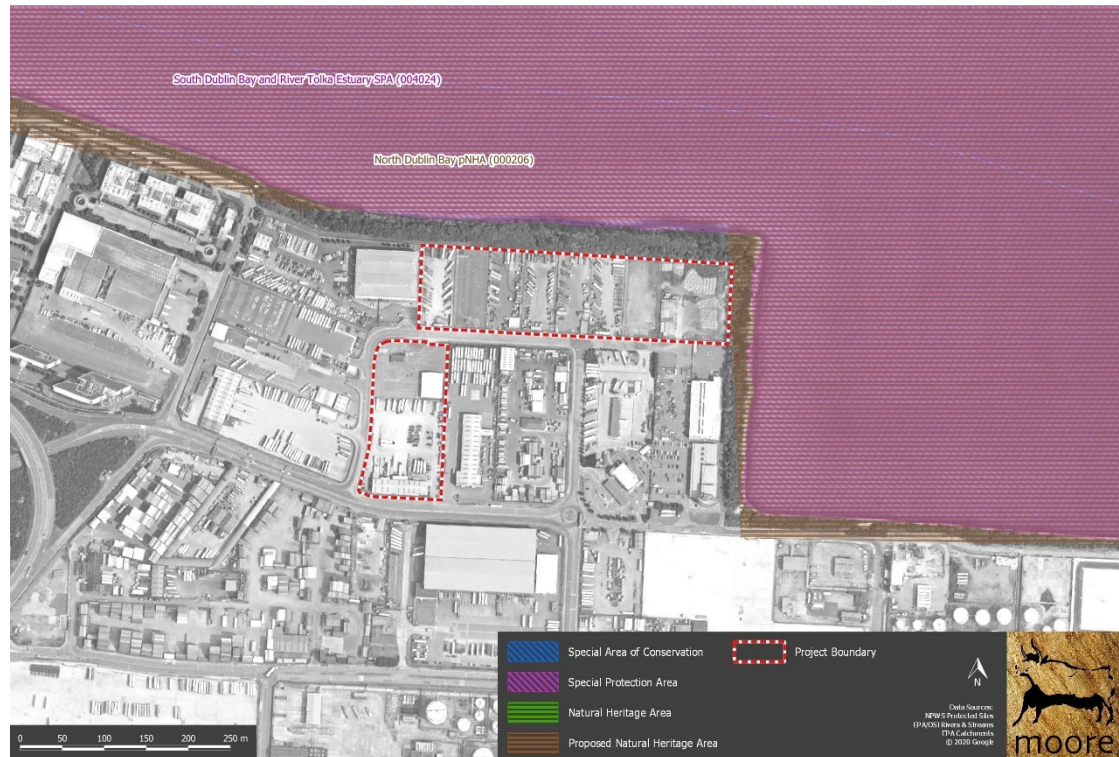 South Dublin Bay and River Tolka Estuary SPA (004024)
North Dublin Bay pNHA (000206)
Special Area of Conservation
Project Boundary
Special Protection Area
Natural Heritage Area
Proposed Natural Heritage Area
N
Data Sources:
NPWS Protected Sites
EPA/OSI Rivers & Streams
EPA Catchments
© 2020 Google
moore
0 50 100 150 200 250 m